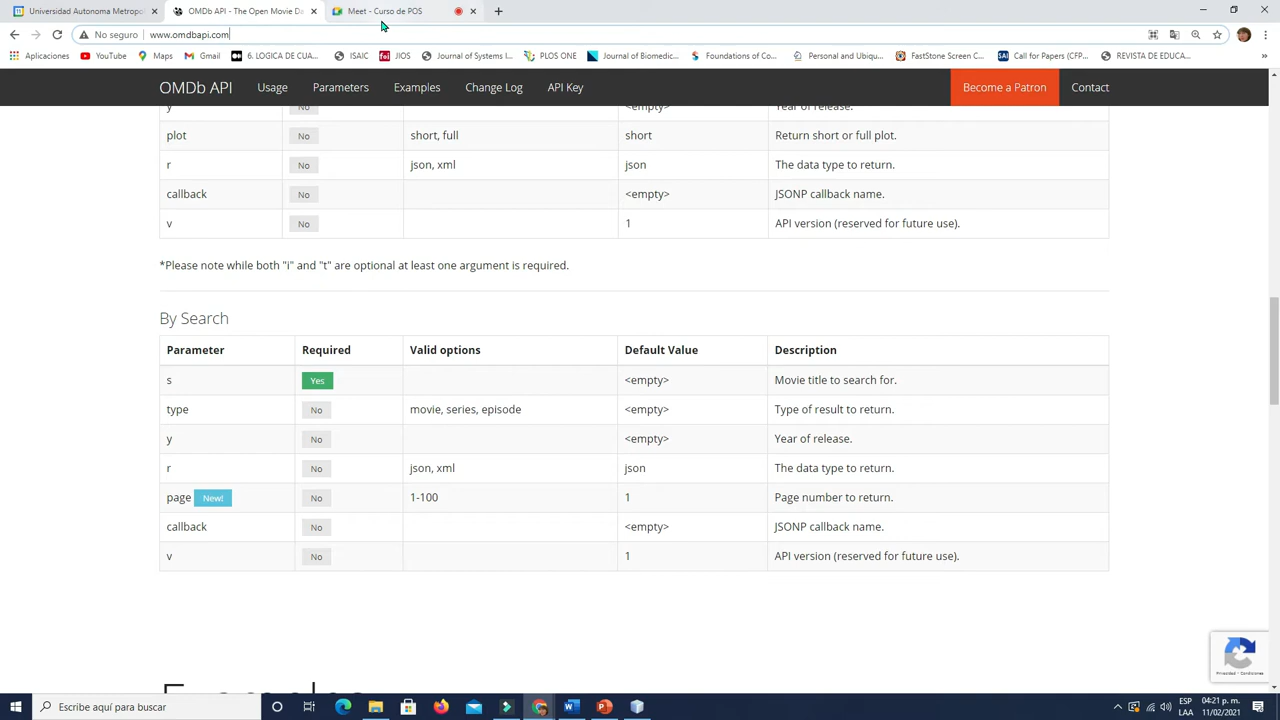 Universidad Autonoma Metropol
OMDb API - The Open Movie Da
Meet - Curso de POS
No seguro
www.omdbapi.com
Aplicaciones
YouTube
Maps
Gmail
6. LOGICA DE CUA...
ISAIC
JIOS
Journal of Systems I...
PLOS ONE
Journal of Biomedic...
Foundations of Co...
Personal and Ubiqu...
FastStone Screen C...
Call for Papers (CFP...
REVISTA DE EDUCA...
OMDb API Usage Parameters Examples Change Log API Key Become a Patron Contact
y No <empty> Year of release.
plot No short, full short Return short or full plot.
r No json, xml json The data type to return.
callback No <empty> JSONP callback name.
v No 1 API version (reserved for future use).
*Please note while both "i" and "t" are optional at least one argument is required.
By Search
Parameter Required Valid options Default Value Description
s Yes <empty> Movie title to search for.
type No movie, series, episode <empty> Type of result to return.
y No <empty> Year of release.
r No json, xml json The data type to return.
page New! No 1-100 1 Page number to return.
callback No <empty> JSONP callback name.
v No 1 API version (reserved for future use).
Privacidad - Condiciones
Escribe aquí para buscar
ESP
LAA
04:21 p. m.
11/02/2021